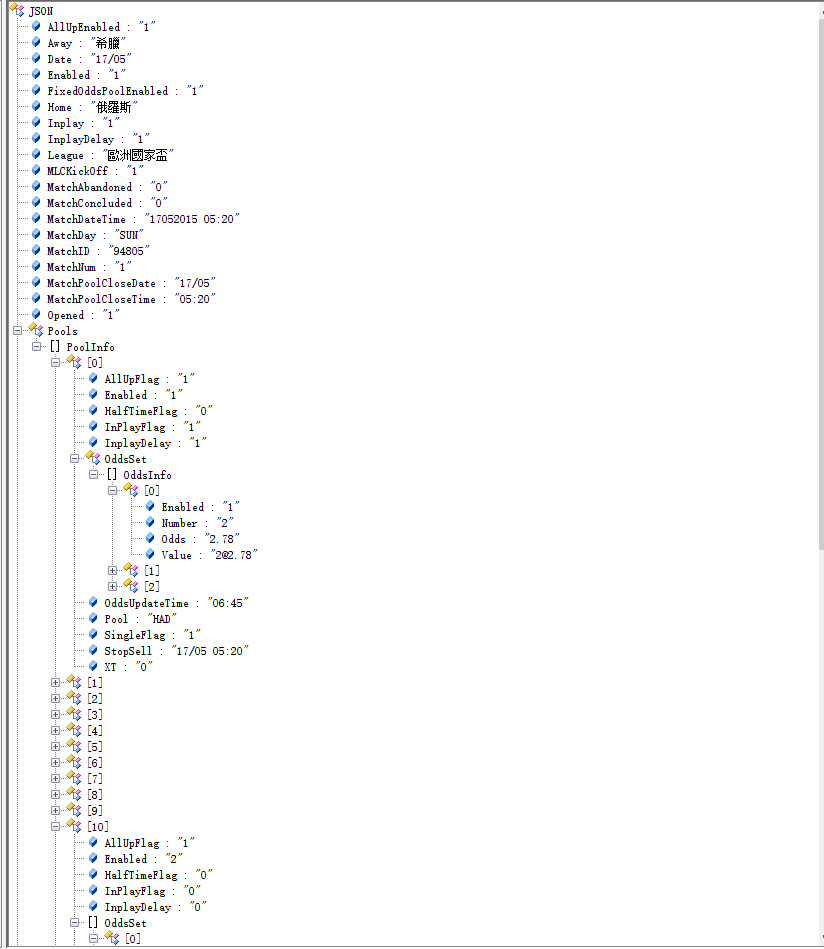 JSON
AllUpEnabled : "1"
Away : "希臘"
Date : "17/05"
Enabled : "1"
FixedOddsPoolEnabled : "1"
Home : "俄羅斯"
Inplay : "1"
InplayDelay : "1"
League : "歐洲國家盃"
MLCKickOff : "1"
MatchAbandoned : "0"
MatchConcluded : "0"
MatchDateTime : "17052015 05:20"
MatchDay : "SUN"
MatchID : "94805"
MatchNum : "1"
MatchPoolCloseDate : "17/05"
MatchPoolCloseTime : "05:20"
Opened : "1"
Pools
[] PoolInfo
[0]
AllUpFlag : "1"
Enabled : "1"
HalfTimeFlag : "0"
InPlayFlag : "1"
InplayDelay : "1"
OddsSet
[] OddsInfo
[0]
Enabled : "1"
Number : "2"
Odds : "2.78"
Value : "2@2.78"
[1]
[2]
OddsUpdateTime : "06:45"
Pool : "HAD"
SingleFlag : "1"
StopSell : "17/05 05:20"
XT : "0"
[1]
[2]
[3]
[4]
[5]
[6]
[7]
[8]
[9]
[10]
AllUpFlag : "1"
Enabled : "2"
HalfTimeFlag : "0"
InPlayFlag : "0"
InplayDelay : "0"
[] OddsSet
[0]